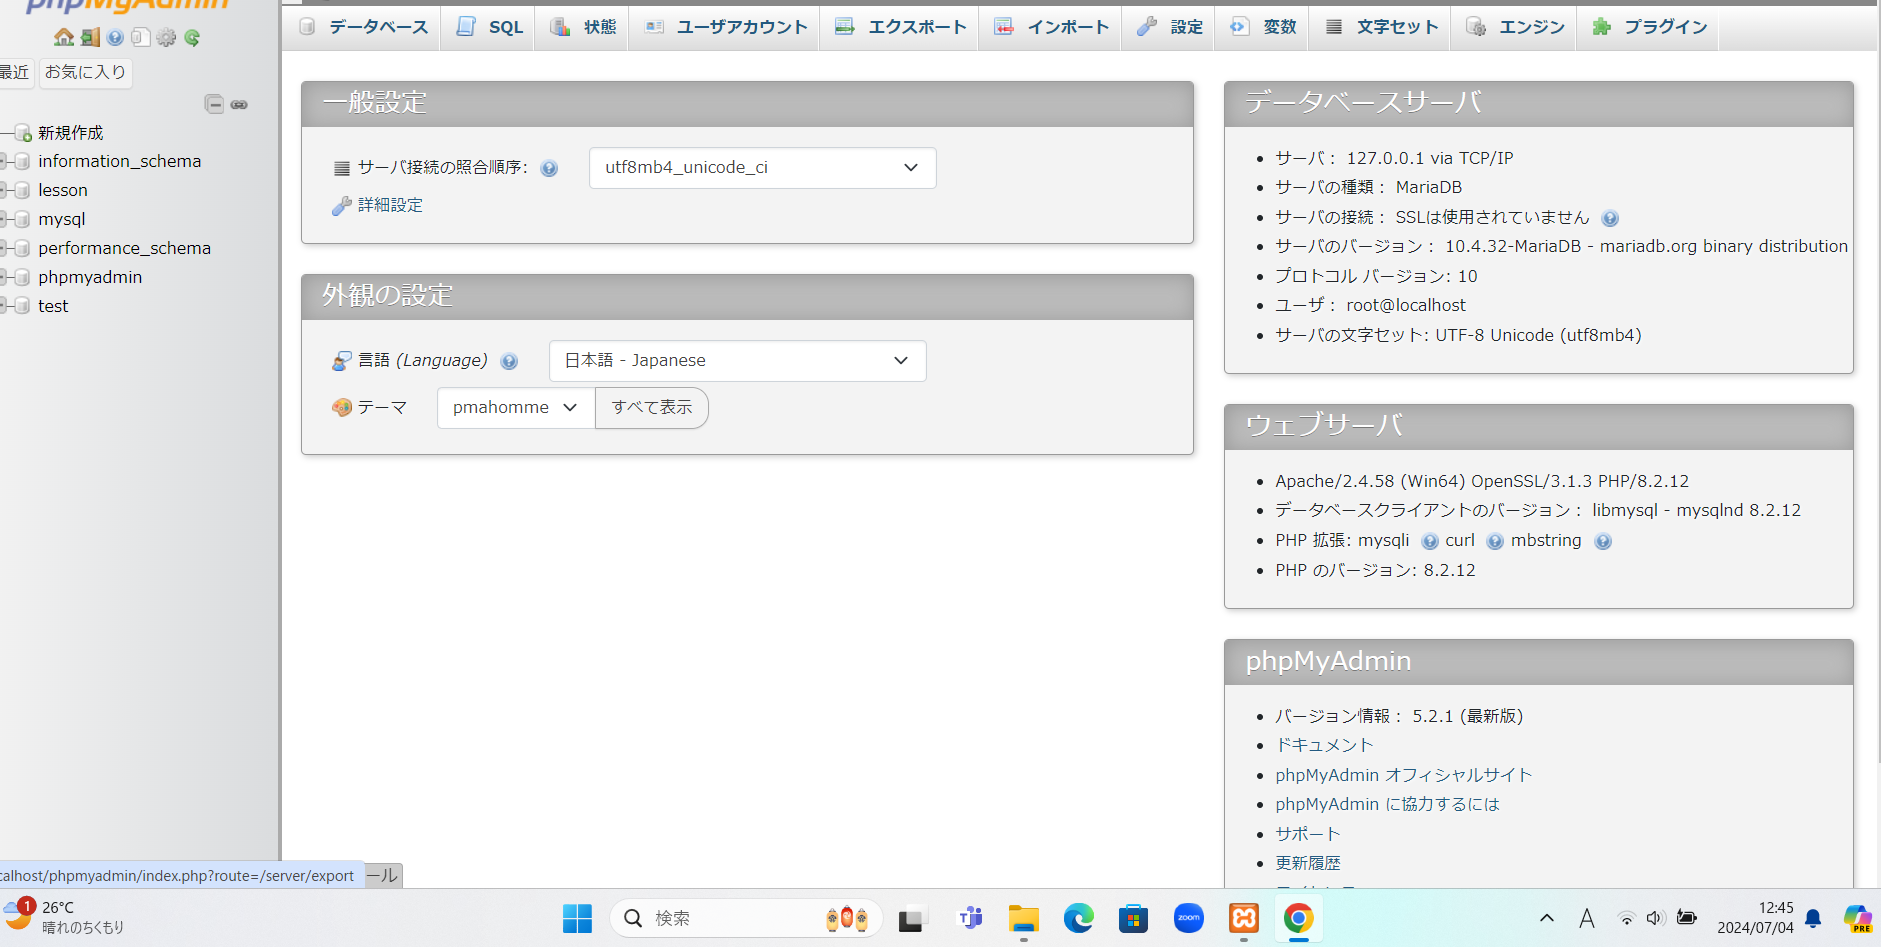 phpMyAdmin
最近 お気に入り
新規作成
information_schema
lesson
mysql
performance_schema
phpmyadmin
test
データベース SQL 状態 ユーザアカウント エクスポート インポート 設定 変数 文字セット エンジン プラグイン
一般設定
サーバ接続の照合順序: utf8mb4_unicode_ci
詳細設定
外観の設定
言語 (Language) 日本語 - Japanese
テーマ pmahomme すべて表示
データベースサーバ
サーバ： 127.0.0.1 via TCP/IP
サーバの種類： MariaDB
サーバの接続： SSLは使用されていません
サーバのバージョン： 10.4.32-MariaDB - mariadb.org binary distribution
プロトコル バージョン: 10
ユーザ： root@localhost
サーバの文字セット: UTF-8 Unicode (utf8mb4)
ウェブサーバ
Apache/2.4.58 (Win64) OpenSSL/3.1.3 PHP/8.2.12
データベースクライアントのバージョン： libmysql - mysqlnd 8.2.12
PHP 拡張: mysqli curl mbstring
PHP のバージョン: 8.2.12
phpMyAdmin
バージョン情報： 5.2.1 (最新版)
ドキュメント
phpMyAdmin オフィシャルサイト
phpMyAdmin に協力するには
サポート
更新履歴
calhost/phpmyadmin/index.php?route=/server/export ール
1 26°C
晴れのちくもり
検索
zoom
A
12:45
2024/07/04
PRE